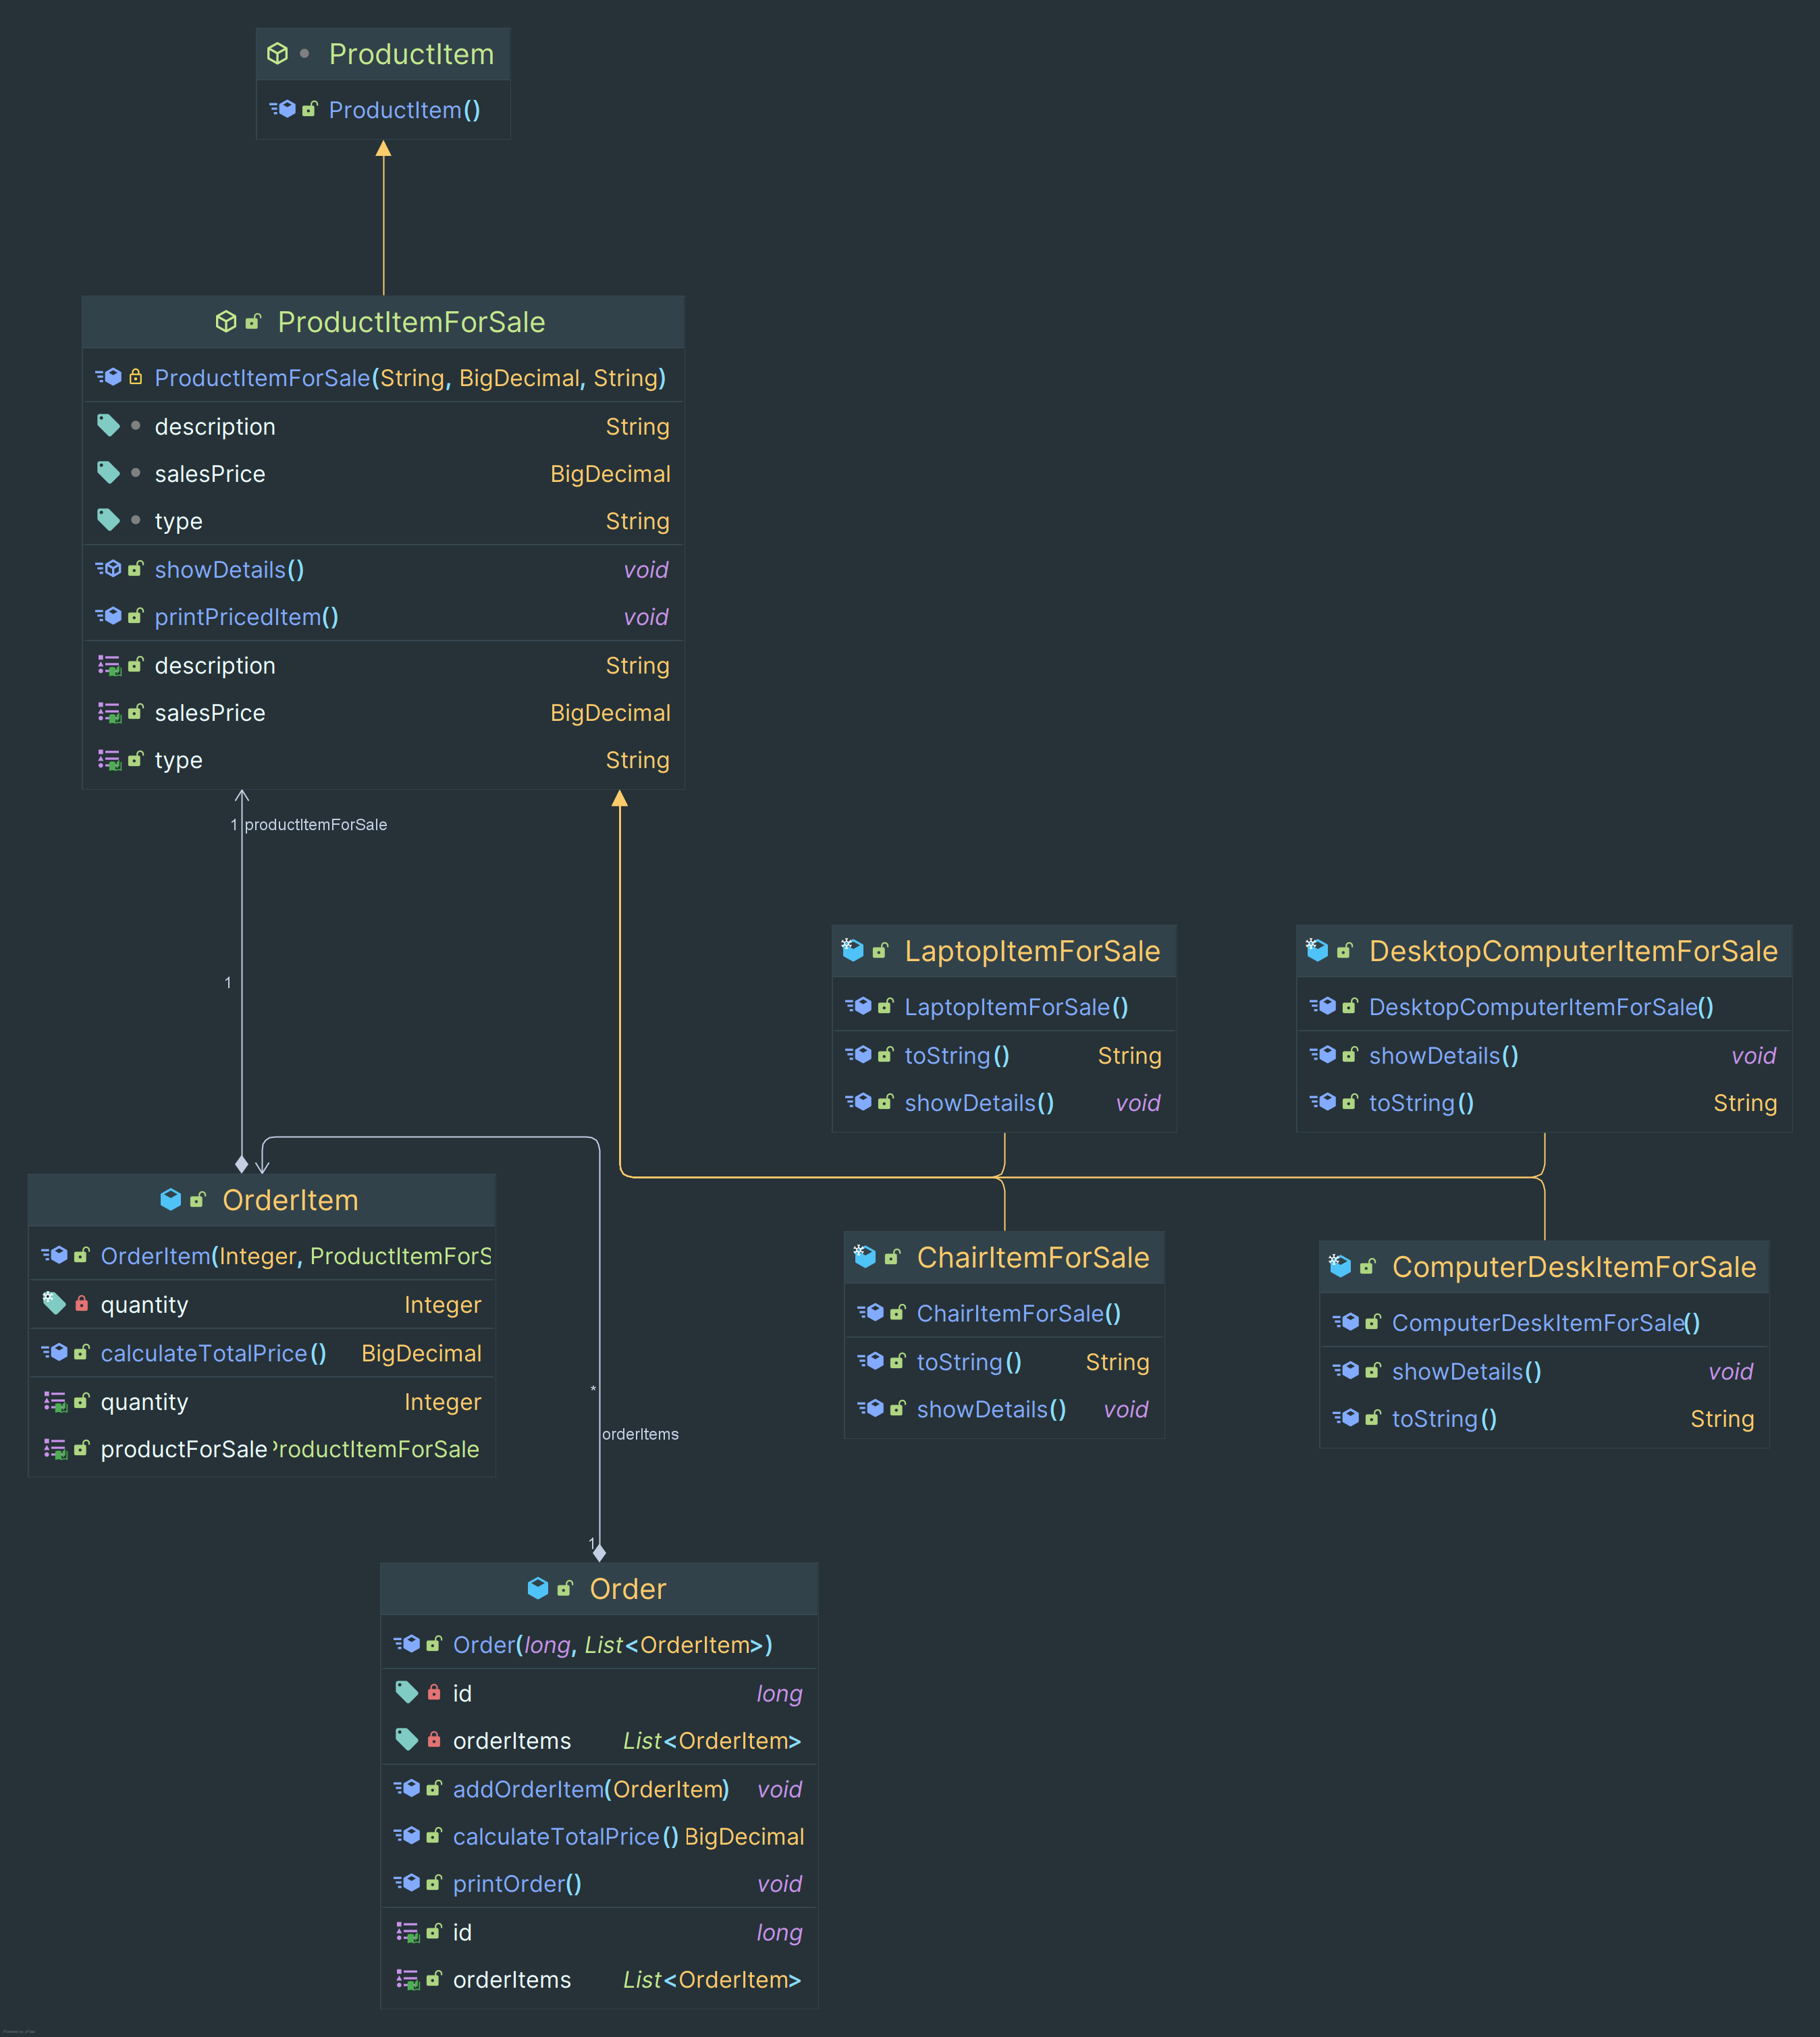 ProductItem
ProductItem()
ProductItemForSale
ProductItemForSale(String, BigDecimal, String)
description String
salesPrice BigDecimal
type String
showDetails() void
printPricedItem() void
description String
salesPrice BigDecimal
type String
1 productItemForSale
1
LaptopItemForSale
LaptopItemForSale()
toString() String
showDetails() void
DesktopComputerItemForSale
DesktopComputerItemForSale()
showDetails() void
toString() String
OrderItem
OrderItem(Integer, ProductItemForS
quantity Integer
calculateTotalPrice() BigDecimal
quantity Integer
productForSale ProductItemForSale
ChairItemForSale
ChairItemForSale()
toString() String
showDetails() void
ComputerDeskItemForSale
ComputerDeskItemForSale()
showDetails() void
toString() String
*
orderItems
1
Order
Order(long, List<OrderItem>)
id long
orderItems List<OrderItem>
addOrderItem(OrderItem) void
calculateTotalPrice() BigDecimal
printOrder() void
id long
orderItems List<OrderItem>